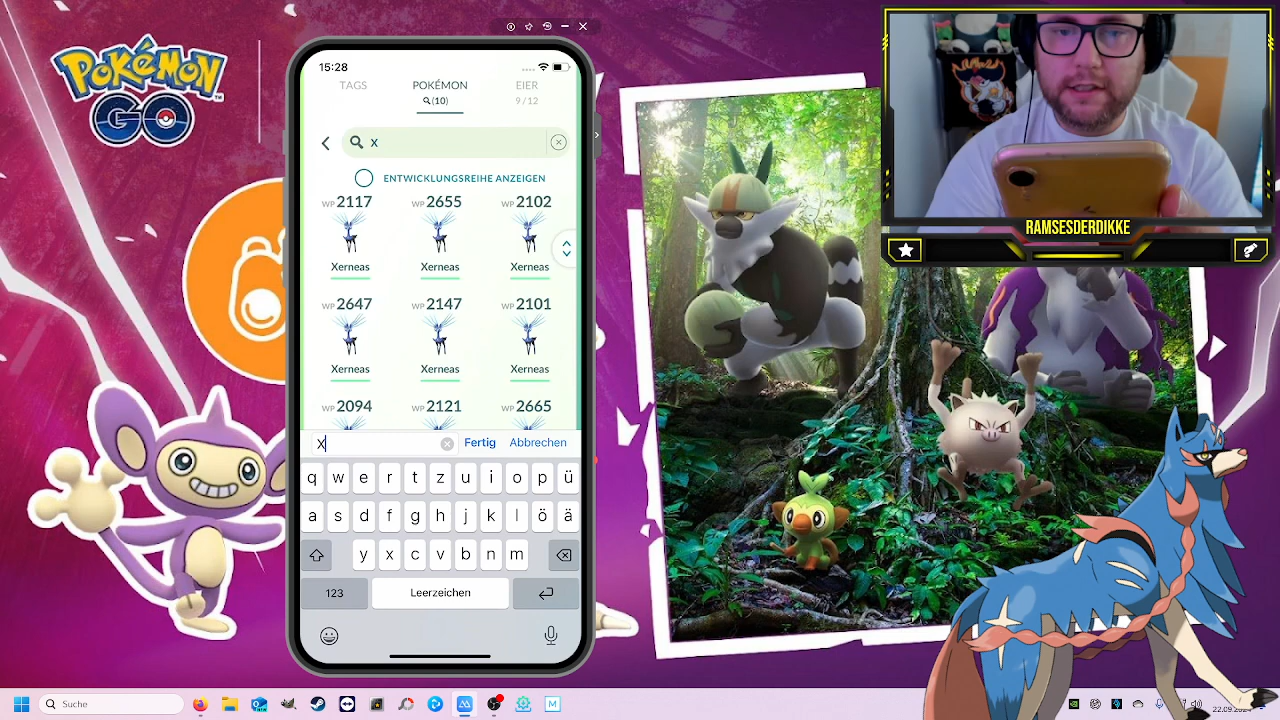 POKÉMON
GO
15:28
TAGS
POKÉMON
(10)
EIER
9 / 12
X
ENTWICKLUNGSREIHE ANZEIGEN
WP 2117
WP 2655
WP 2102
Xerneas
Xerneas
Xerneas
WP 2647
WP 2147
WP 2101
Xerneas
Xerneas
Xerneas
WP 2094
WP 2121
WP 2665
X
Fertig
Abbrechen
q w e r t z u i o p ü
a s d f g h j k l ö ä
y x c v b n m
123
Leerzeichen
RAMSESDERDIKKE
Suche
M